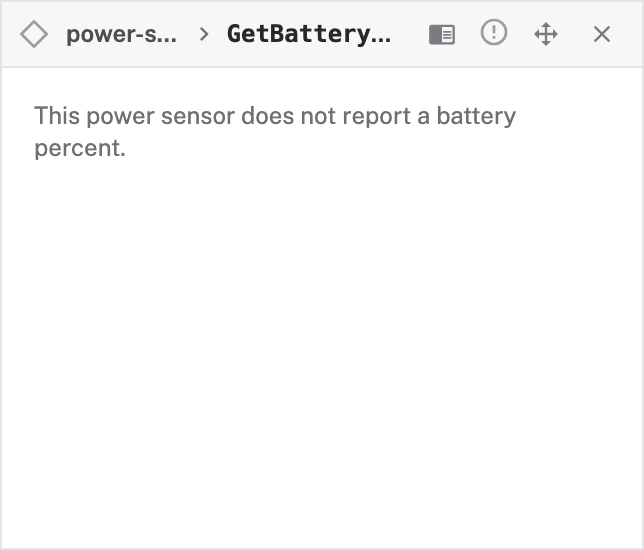 power-s... > GetBattery...
This power sensor does not report a battery
percent.